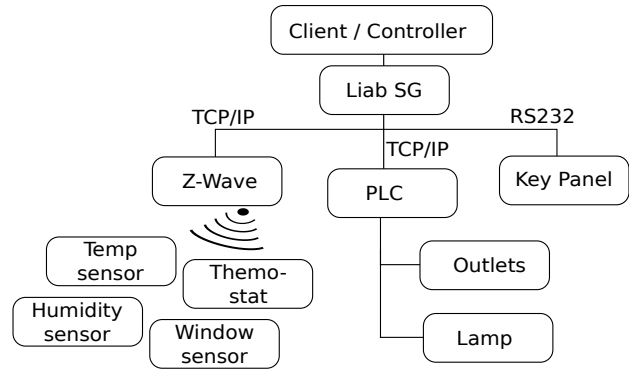 Client / Controller
Liab SG
TCP/IP
RS232
TCP/IP
Z-Wave
PLC
Key Panel
Temp
sensor
Themo-
stat
Outlets
Humidity
sensor
Window
sensor
Lamp